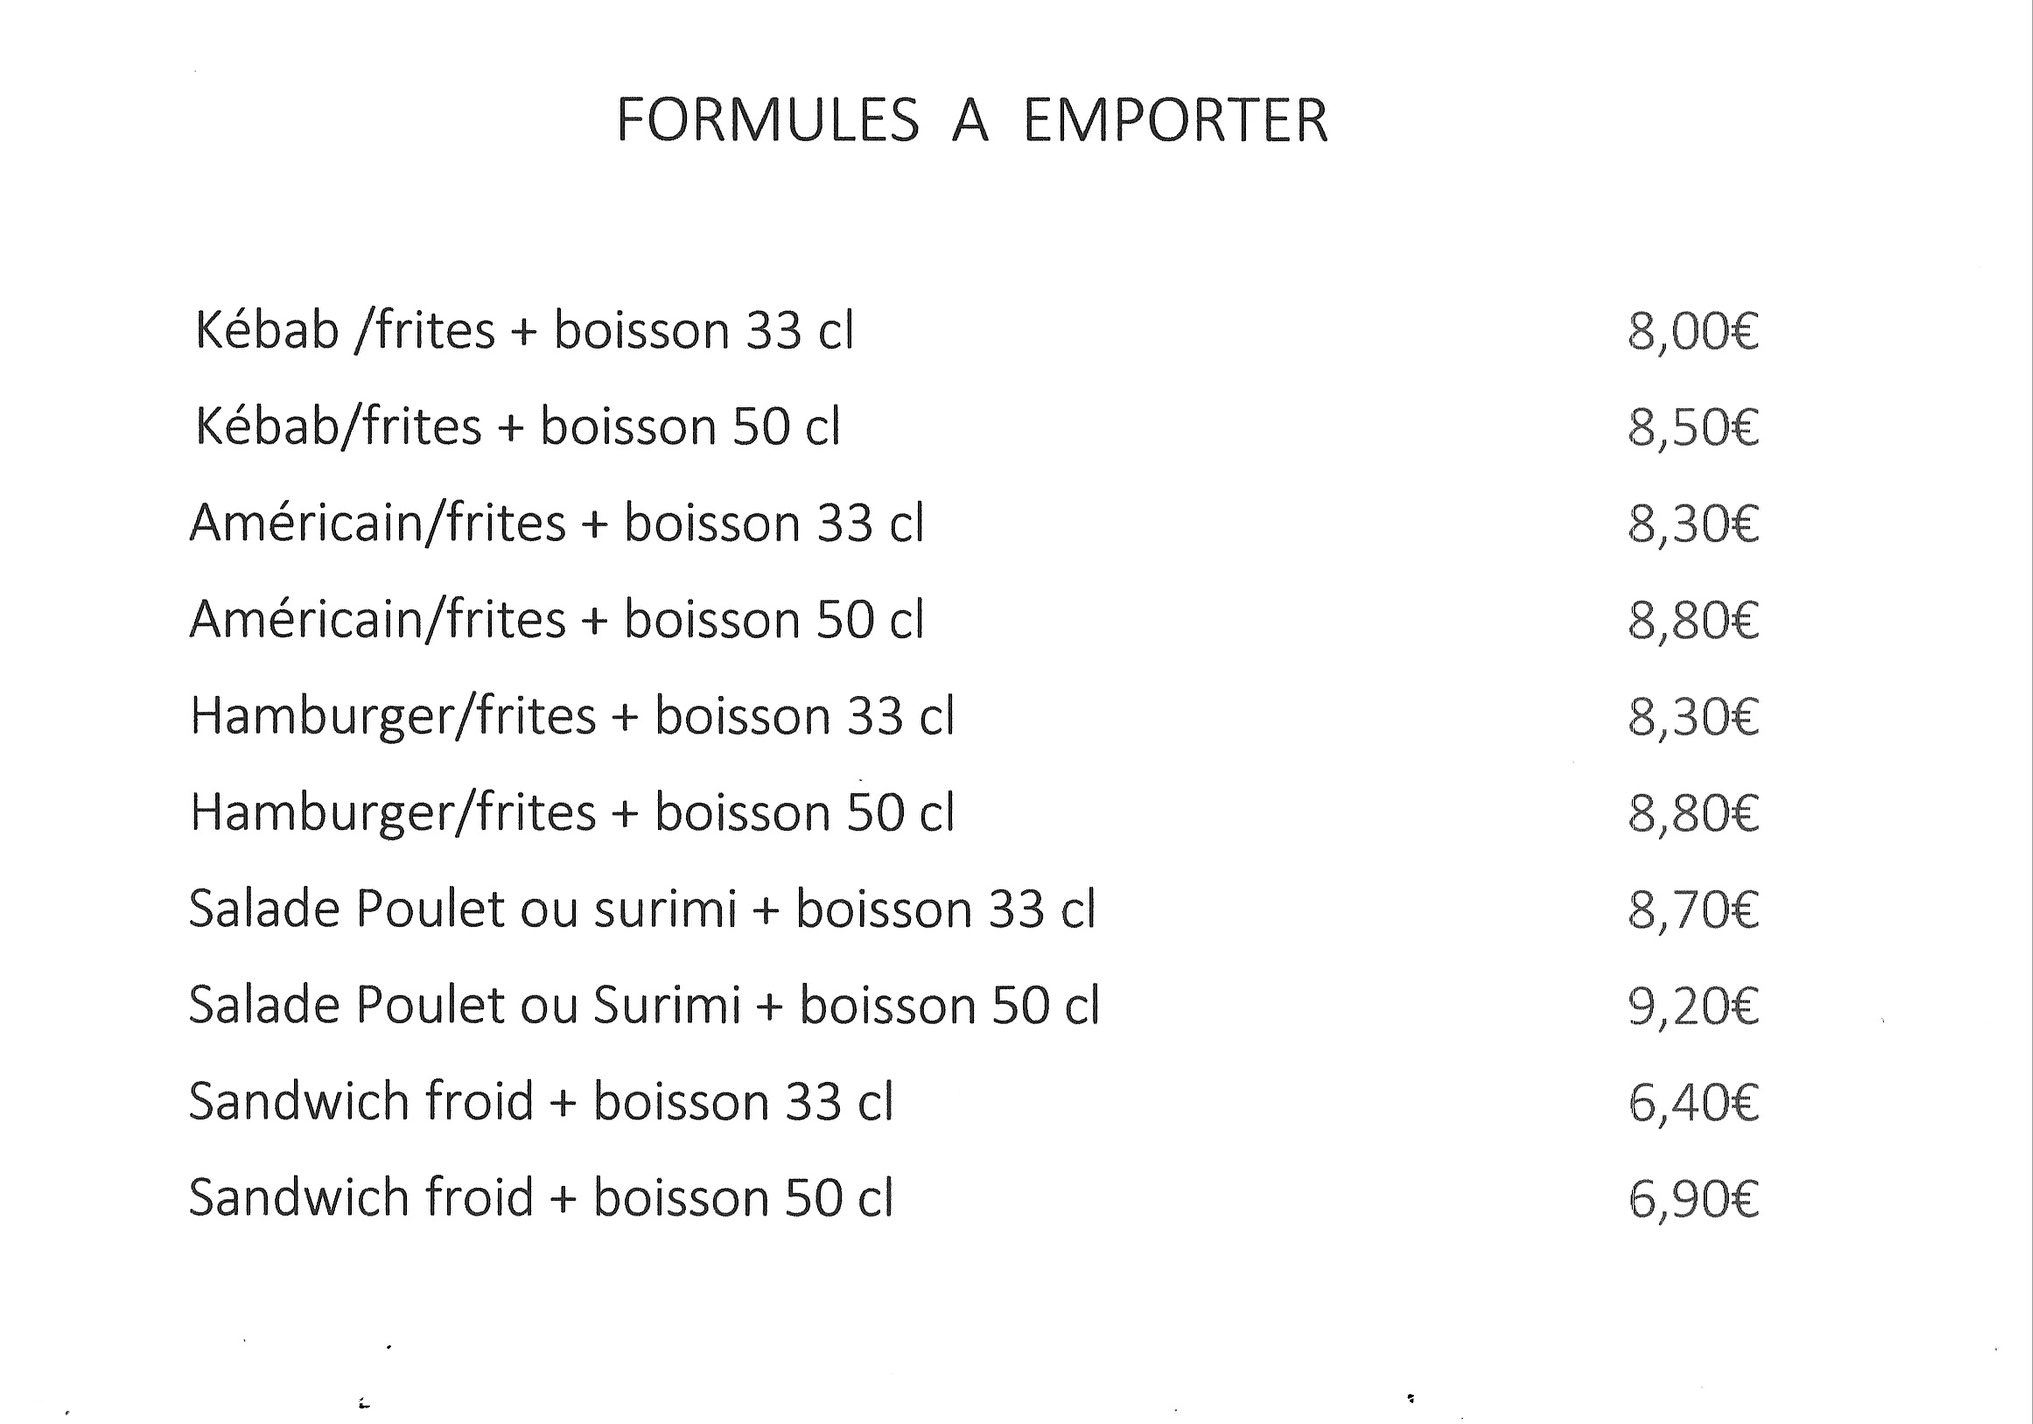 FORMULES A EMPORTER
Kébab /frites + boisson 33 cl 8,00€
Kébab/frites + boisson 50 cl 8,50€
Américain/frites + boisson 33 cl 8,30€
Américain/frites + boisson 50 cl 8,80€
Hamburger/frites + boisson 33 cl 8,30€
Hamburger/frites + boisson 50 cl 8,80€
Salade Poulet ou surimi + boisson 33 cl 8,70€
Salade Poulet ou Surimi + boisson 50 cl 9,20€
Sandwich froid + boisson 33 cl 6,40€
Sandwich froid + boisson 50 cl 6,90€